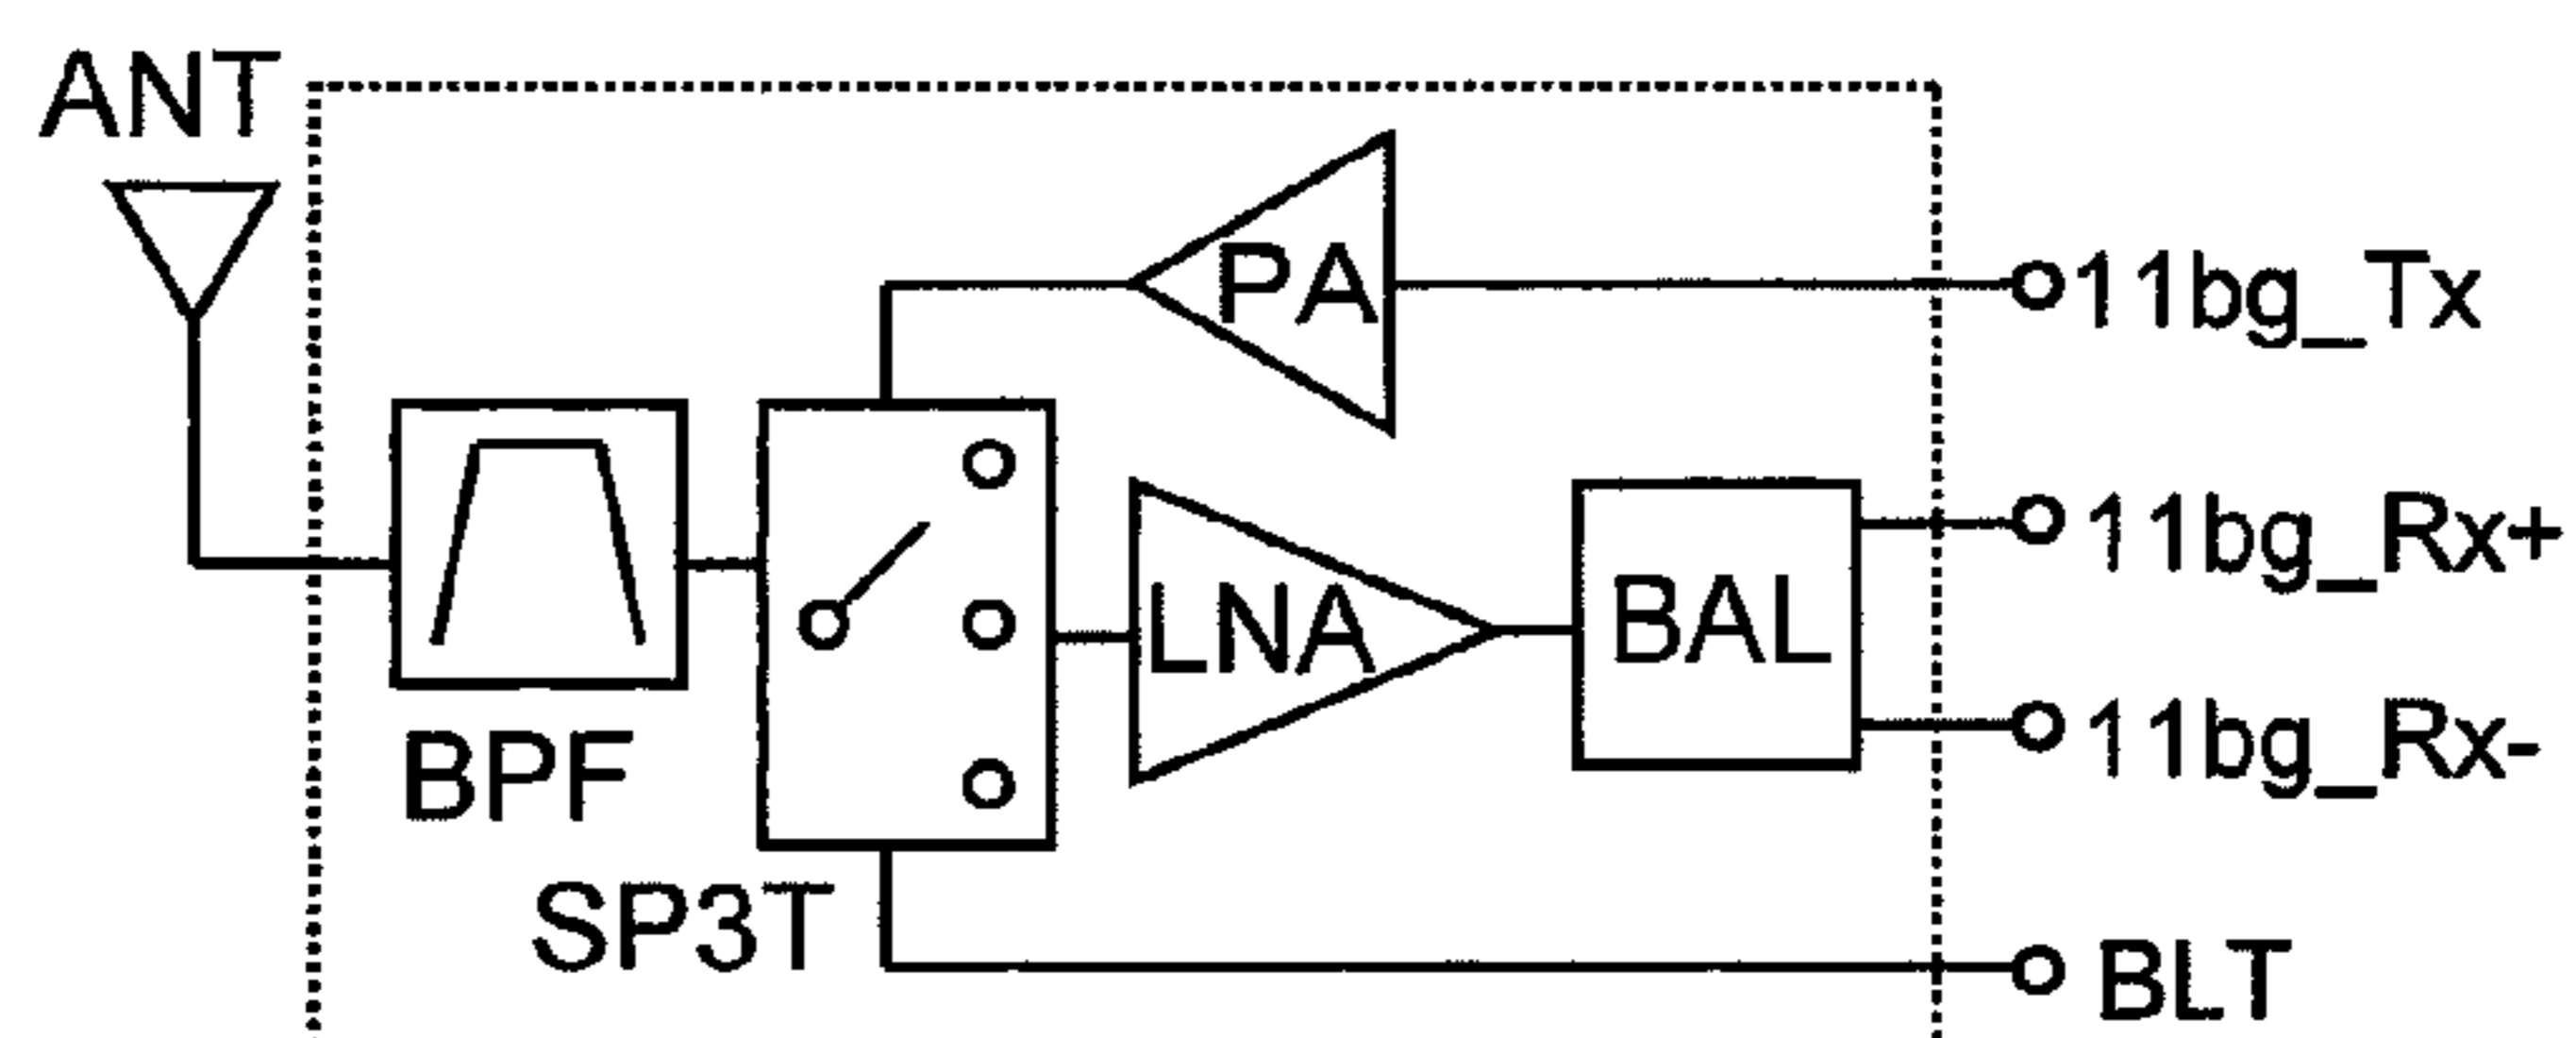 ANT
PA
11bg_Tx
11bg_Rx+
LNA
BAL
11bg_Rx-
BPF
SP3T
BLT